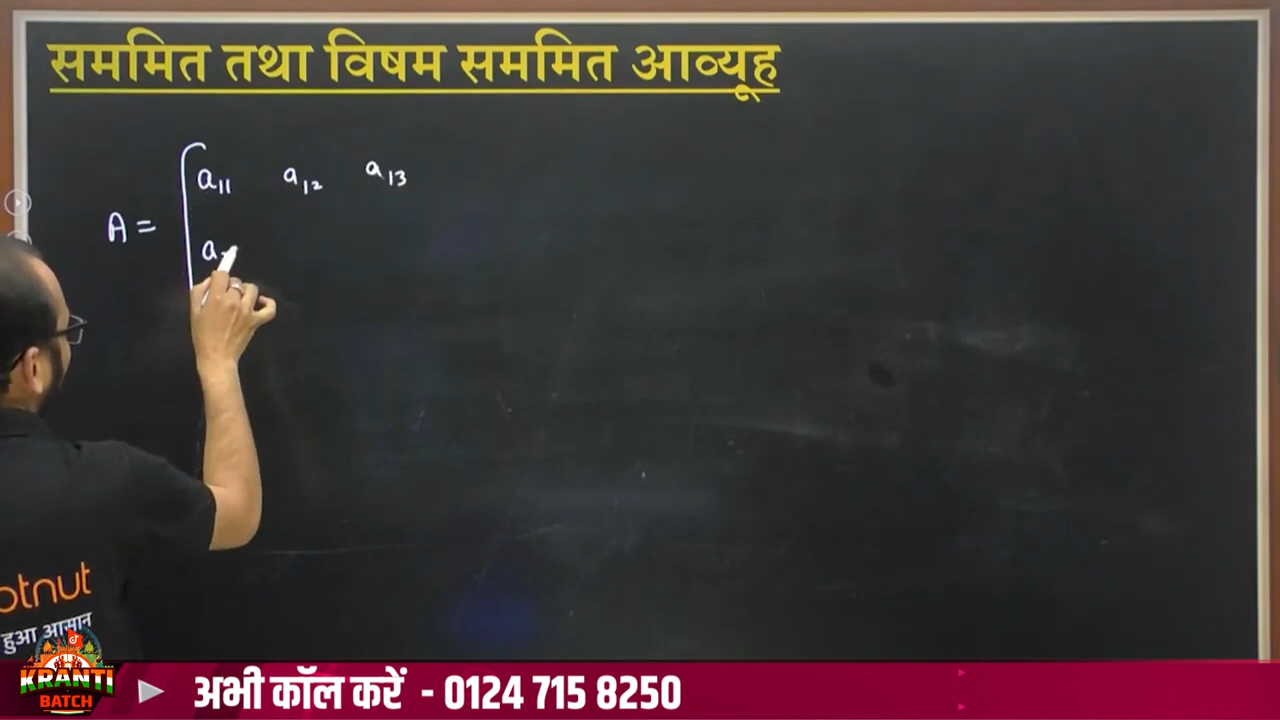 सममित तथा विषम सममित आव्यूह
a₁₁ a₁₂ a₁₃
A =
a
otnut
हुआ आसान
KRANTI
BATCH
अभी कॉल करें - 0124 715 8250